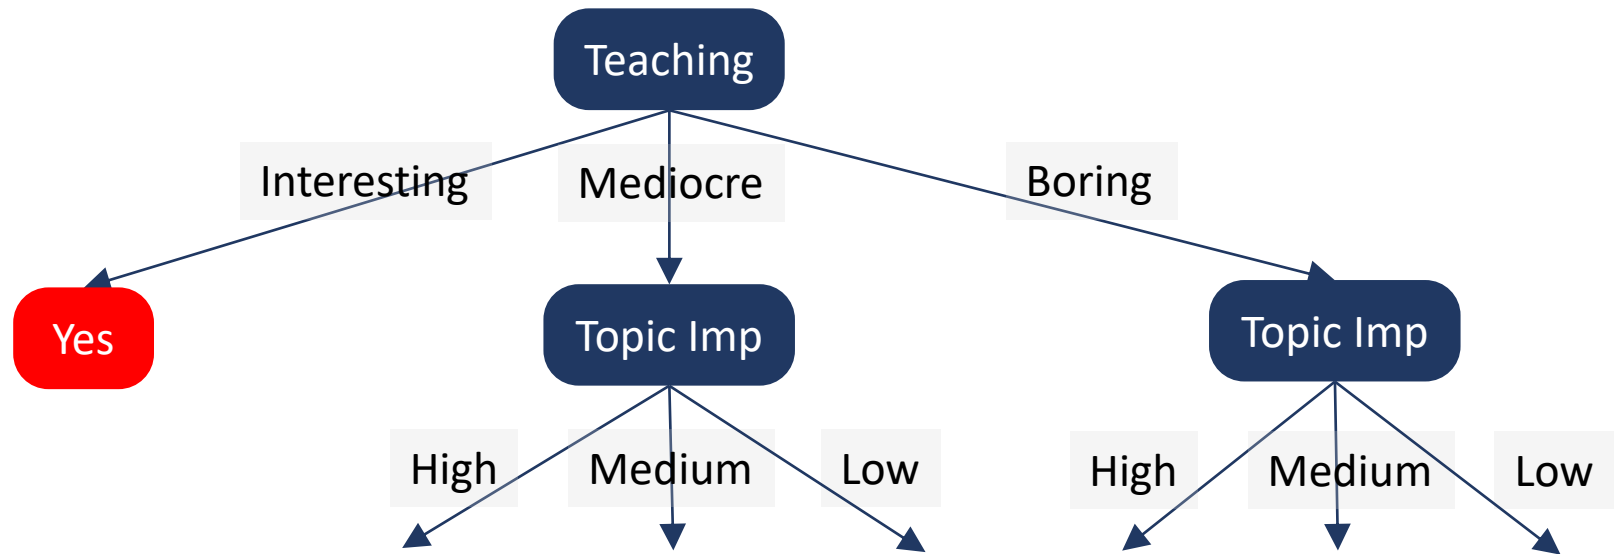 Teaching
Interesting
Mediocre
Boring
Yes
Topic Imp
Topic Imp
High
Medium
Low
High
Medium
Low